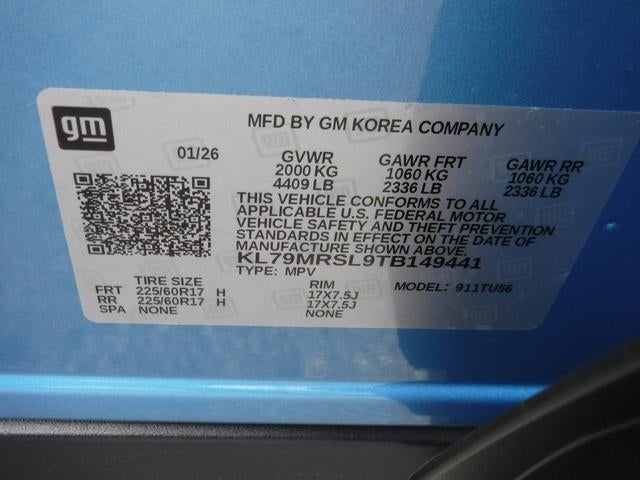 gm
MFD BY GM KOREA COMPANY
01/26
GVWR GAWR FRT GAWR RR
2000 KG 1060 KG 1060 KG
4409 LB 2336 LB 2336 LB
THIS VEHICLE CONFORMS TO ALL
APPLICABLE U.S. FEDERAL MOTOR
VEHICLE SAFETY AND THEFT PREVENTION
STANDARDS IN EFFECT ON THE DATE OF
MANUFACTURE SHOWN ABOVE.
KL79MRSL9TB149441
TYPE: MPV
TIRE SIZE RIM MODEL: 911TU56
FRT 225/60R17 H 17X7.5J
RR 225/60R17 H 17X7.5J
SPA NONE NONE